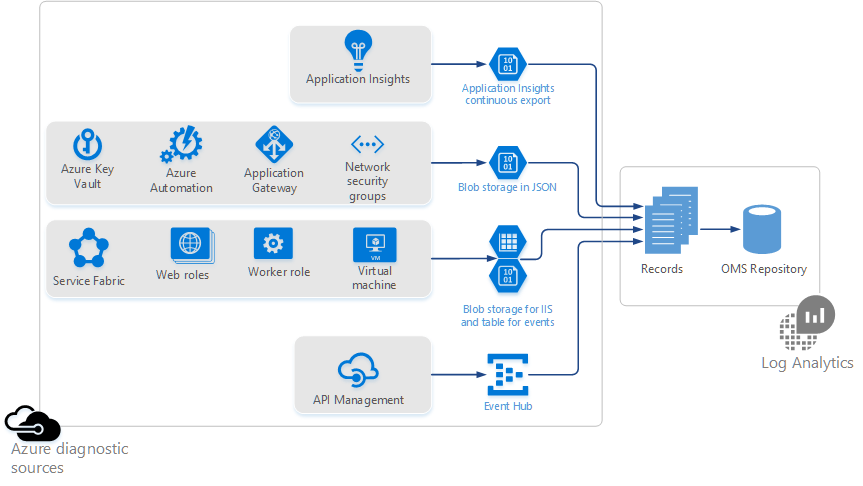 Application Insights
Application Insights
continuous export
10
01
Azure Key
Vault
Azure
Automation
Application
Gateway
Network
security
groups
10
01
Blob storage in JSON
Service Fabric
Web roles
Worker role
VM
Virtual
machine
10
01
Blob storage for IIS
and table for events
Records
OMS Repository
Log Analytics
API Management
Event Hub
Azure diagnostic
sources